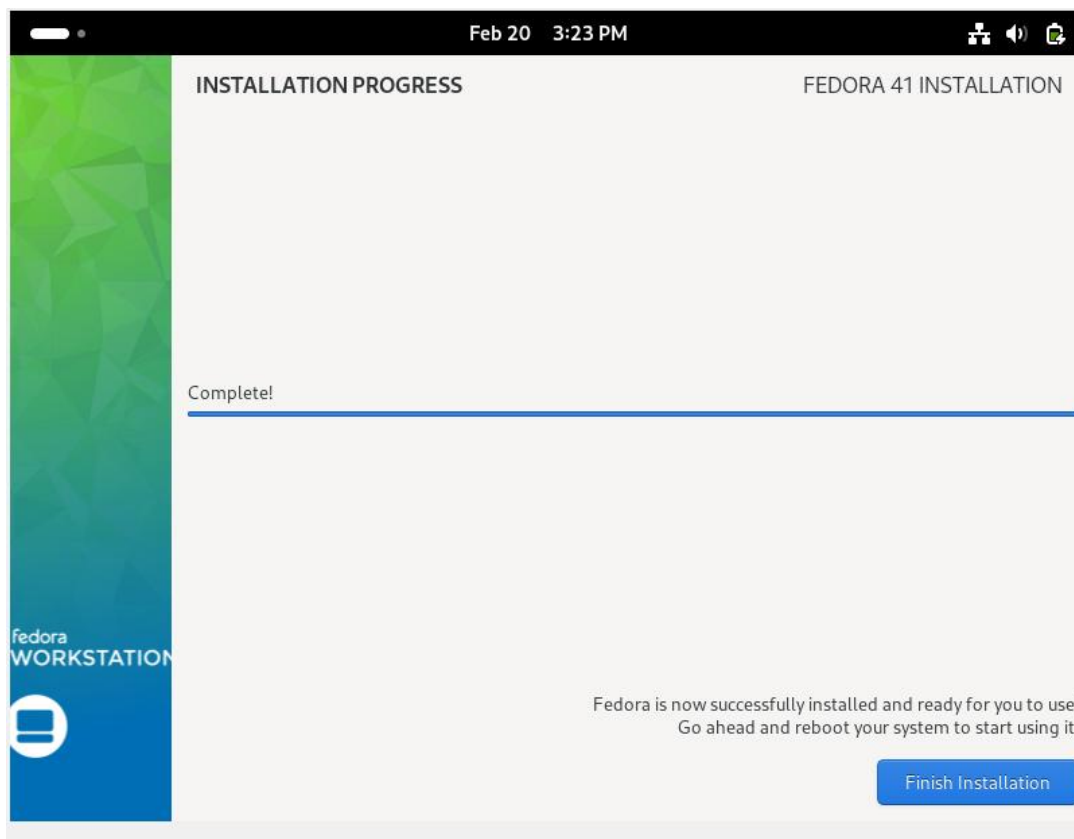 Feb 20 3:23 PM
INSTALLATION PROGRESS
FEDORA 41 INSTALLATION
Complete!
fedora
WORKSTATION
Fedora is now successfully installed and ready for you to use
Go ahead and reboot your system to start using it
Finish Installation